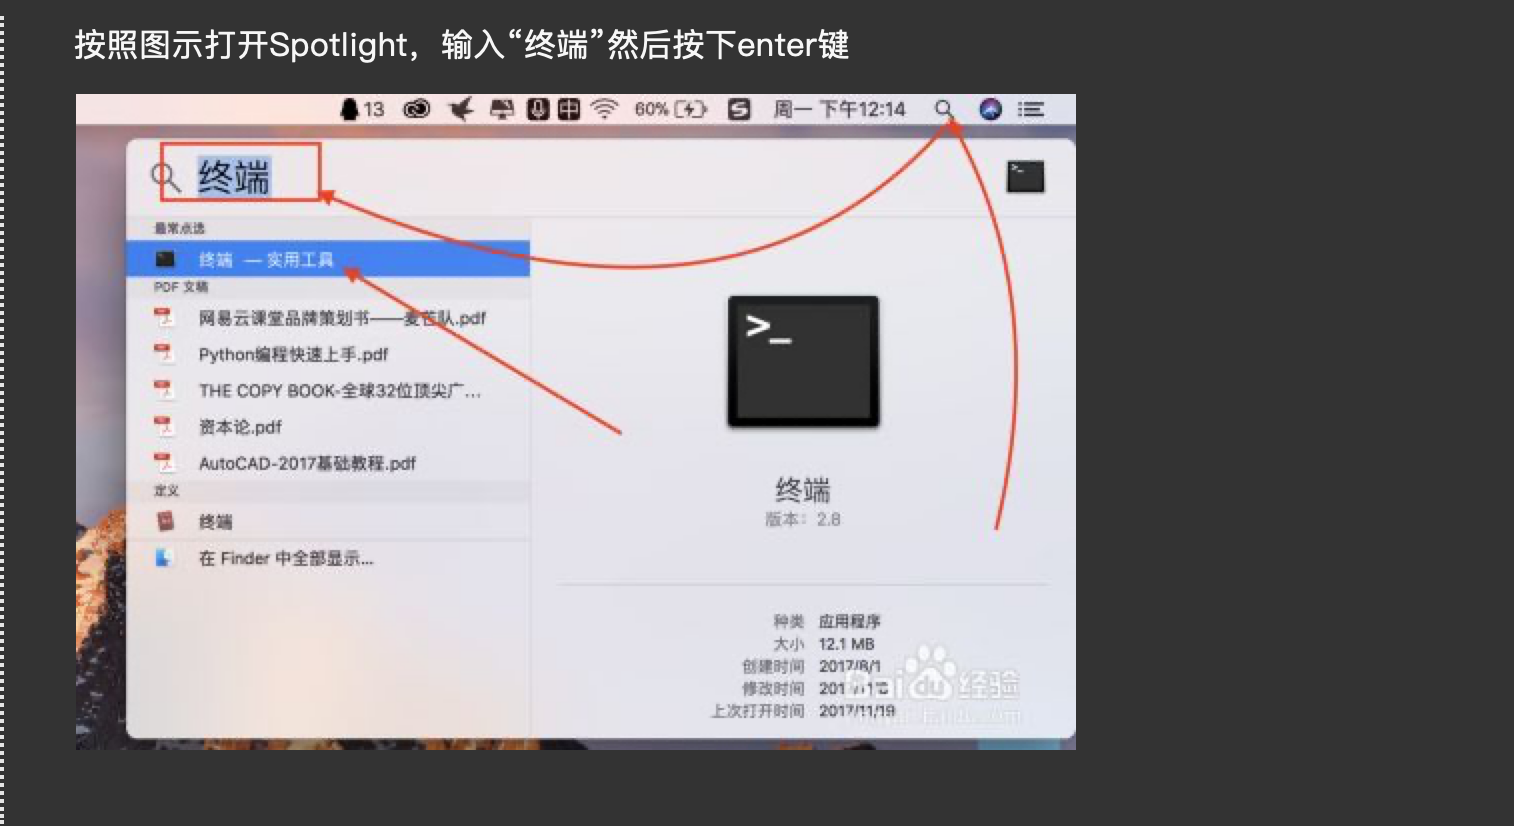 按照图示打开Spotlight，输入“终端”然后按下enter键
13 中 60% S 周一 下午12:14
终端
最常点选
终端 — 实用工具
PDF 文稿
网易云课堂品牌策划书——麦芒队.pdf
Python编程快速上手.pdf
THE COPY BOOK-全球32位顶尖广...
资本论.pdf
AutoCAD-2017基础教程.pdf
定义
终端
在 Finder 中全部显示...
>_
终端
版本：2.8
种类 应用程序
大小 12.1 MB
创建时间 2017/8/1
修改时间
上次打开时间 2017/11/19
Baidu 经验